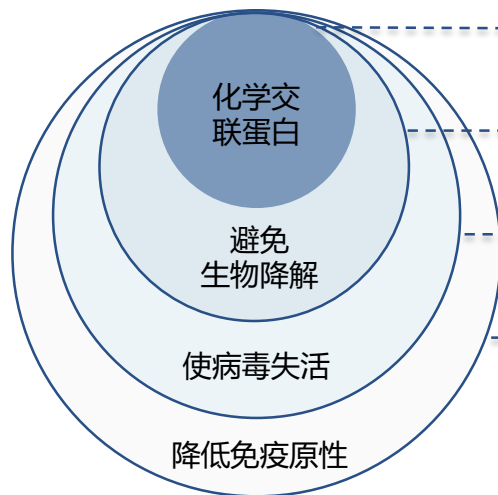 化学交
联蛋白
避免
生物降解
使病毒失活
降低免疫原性